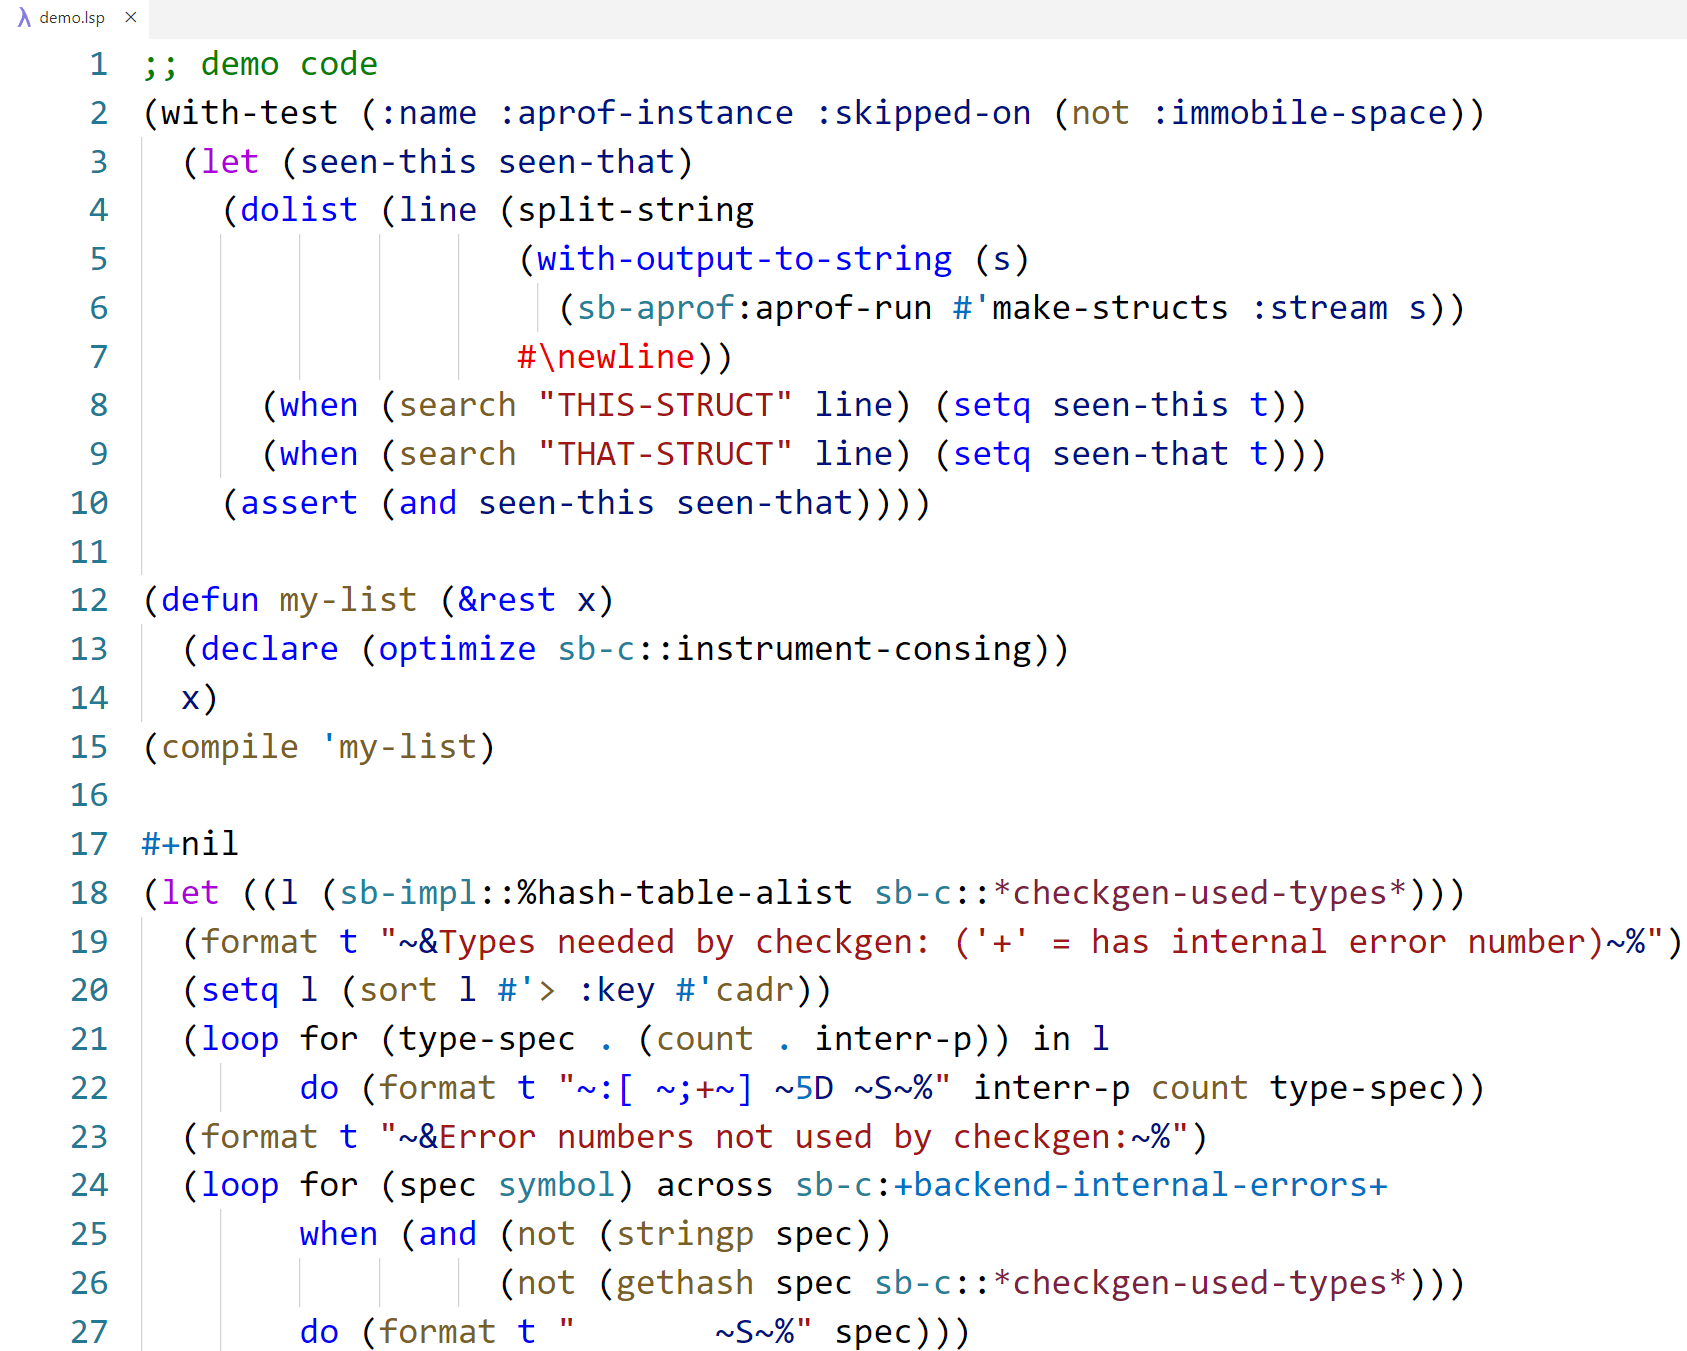 λ demo.lsp ×
1 ;; demo code
2 (with-test (:name :aprof-instance :skipped-on (not :immobile-space))
3   (let (seen-this seen-that)
4     (dolist (line (split-string
5                    (with-output-to-string (s)
6                      (sb-aprof:aprof-run #'make-structs :stream s))
7                    #\newline))
8       (when (search "THIS-STRUCT" line) (setq seen-this t))
9       (when (search "THAT-STRUCT" line) (setq seen-that t)))
10     (assert (and seen-this seen-that))))
11
12 (defun my-list (&rest x)
13   (declare (optimize sb-c::instrument-consing))
14   x)
15 (compile 'my-list)
16
17 #+nil
18 (let ((l (sb-impl::%hash-table-alist sb-c::*checkgen-used-types*)))
19   (format t "~&Types needed by checkgen: ('+' = has internal error number)~%")
20   (setq l (sort l #'> :key #'cadr))
21   (loop for (type-spec . (count . interr-p)) in l
22         do (format t "~:[ ~;+~] ~5D ~S~%" interr-p count type-spec))
23   (format t "~&Error numbers not used by checkgen:~%")
24   (loop for (spec symbol) across sb-c:+backend-internal-errors+
25         when (and (not (stringp spec))
26                   (not (gethash spec sb-c::*checkgen-used-types*)))
27         do (format t "       ~S~%" spec)))